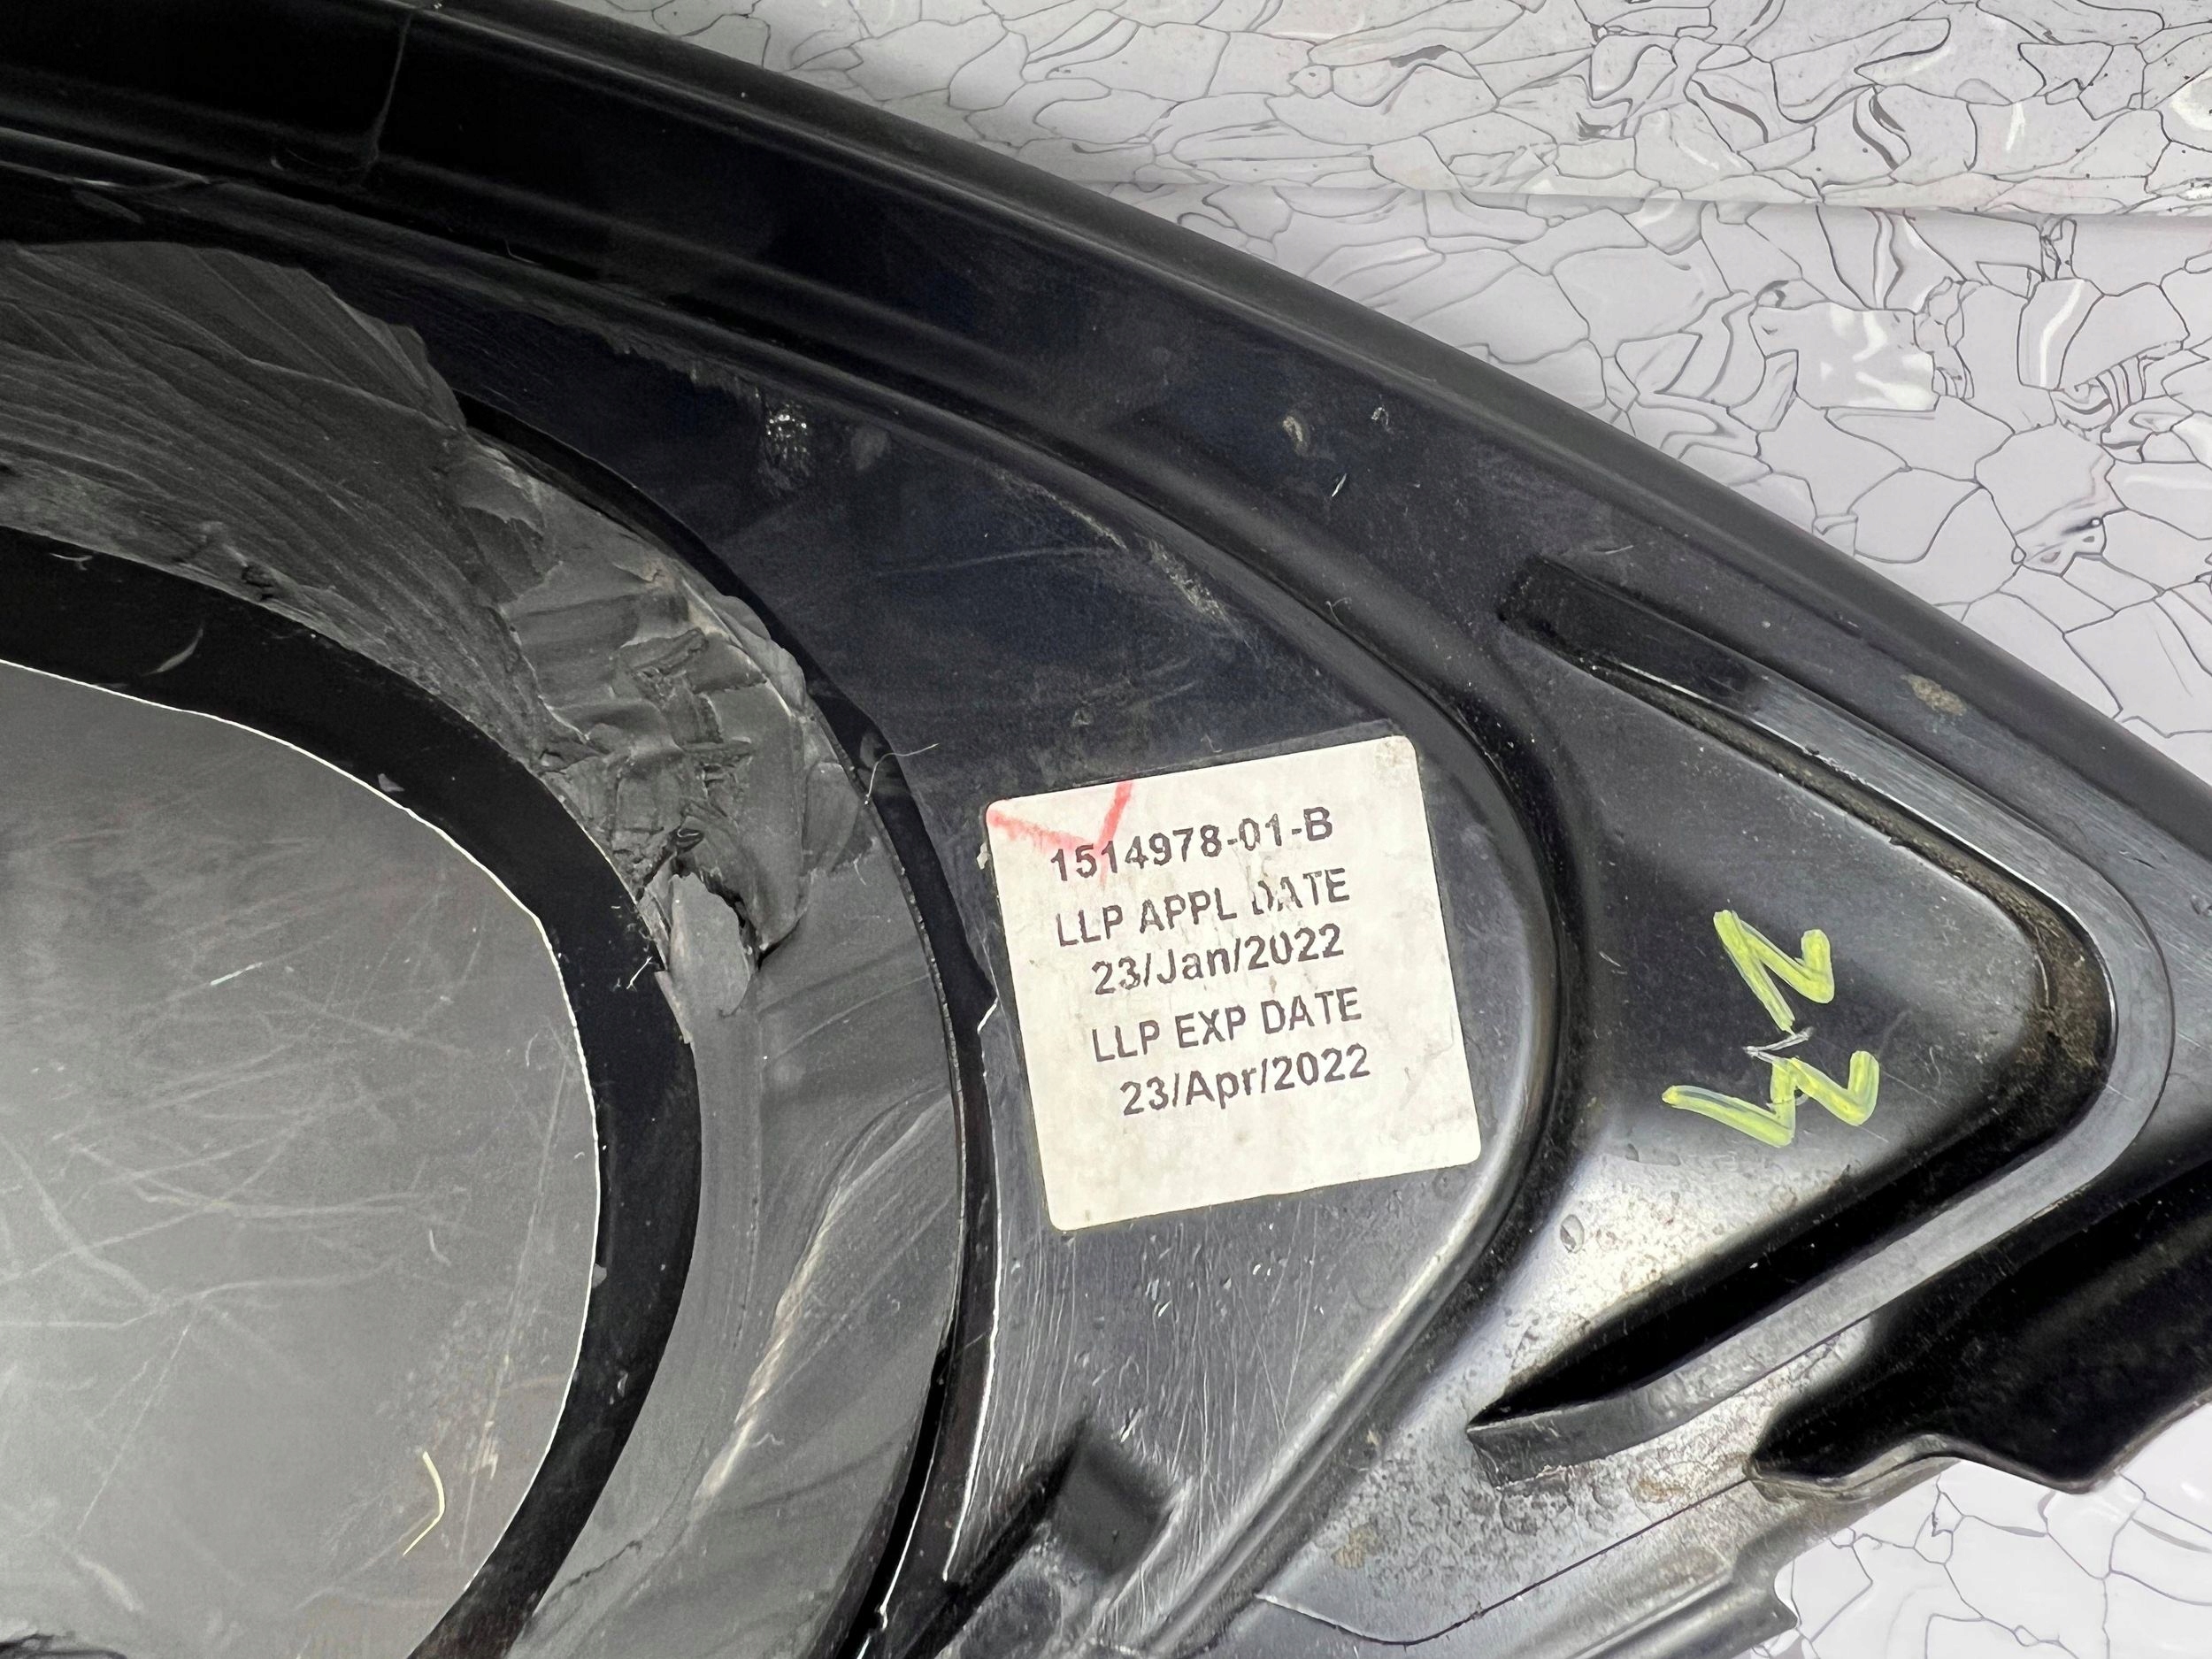 1514978-01-B
LLP APPL DATE
23/Jan/2022
LLP EXP DATE
23/Apr/2022